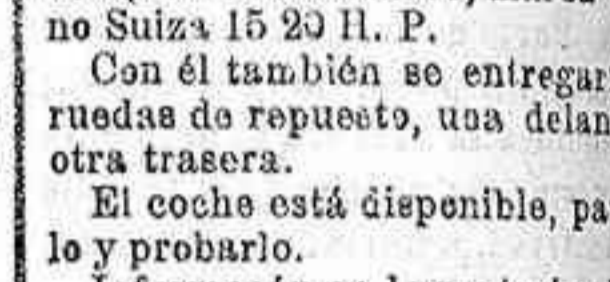 no Suiza 15 20 H. P.
Con él también se entregar
ruedas de repuesto, una delan
otra trasera.
El coche está disponible, pa
lo y probarlo.